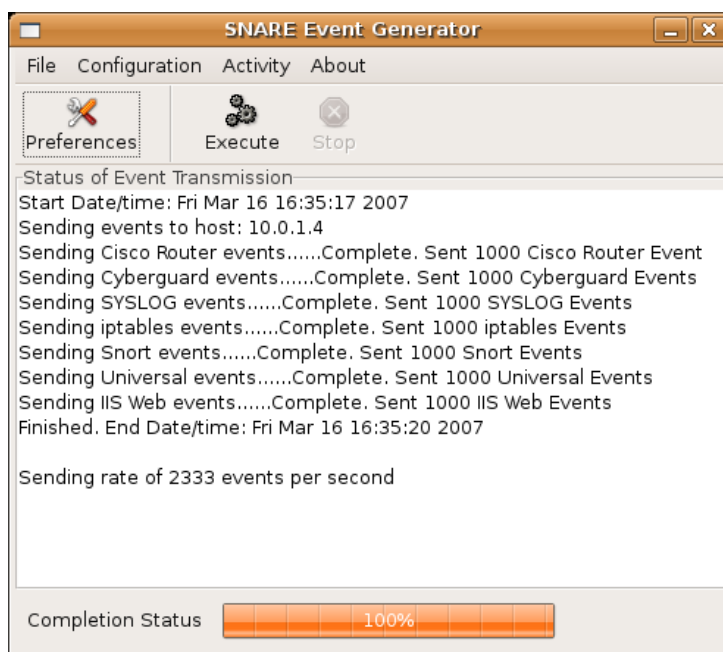 SNARE Event Generator
File Configuration Activity About
Preferences Execute Stop
Status of Event Transmission
Start Date/time: Fri Mar 16 16:35:17 2007
Sending events to host: 10.0.1.4
Sending Cisco Router events......Complete. Sent 1000 Cisco Router Event
Sending Cyberguard events......Complete. Sent 1000 Cyberguard Events
Sending SYSLOG events......Complete. Sent 1000 SYSLOG Events
Sending iptables events......Complete. Sent 1000 iptables Events
Sending Snort events......Complete. Sent 1000 Snort Events
Sending Universal events......Complete. Sent 1000 Universal Events
Sending IIS Web events......Complete. Sent 1000 IIS Web Events
Finished. End Date/time: Fri Mar 16 16:35:20 2007
Sending rate of 2333 events per second
Completion Status 100%